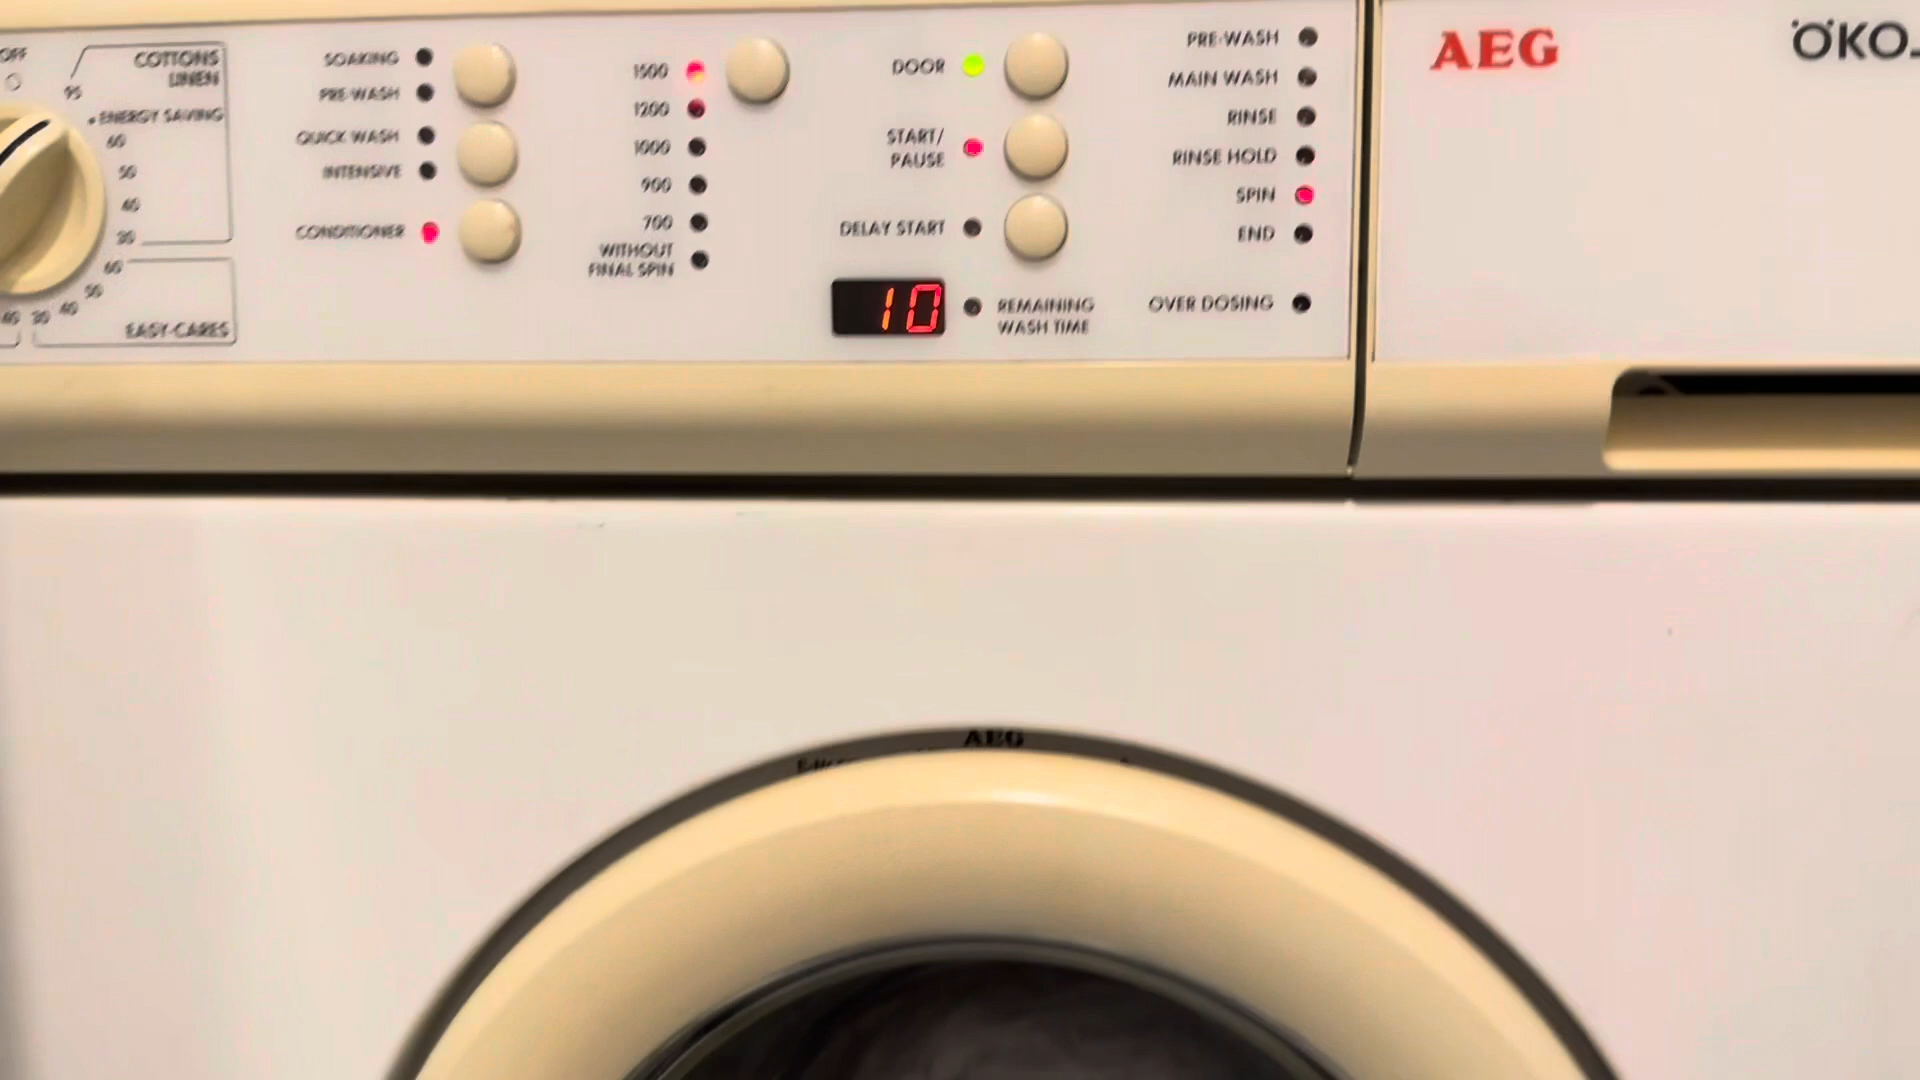 OFF
COTTONS
LINEN
95
• ENERGY SAVING
60
50
40
30
60
50
40
30
40
EASY-CARES
SOAKING
PRE-WASH
QUICK WASH
INTENSIVE
CONDITIONER
1500
1200
1000
900
700
WITHOUT
FINAL SPIN
DOOR
START/
PAUSE
DELAY START
10
REMAINING
WASH TIME
PRE-WASH
MAIN WASH
RINSE
RINSE HOLD
SPIN
END
OVER DOSING
AEG
ÖKO
AEG